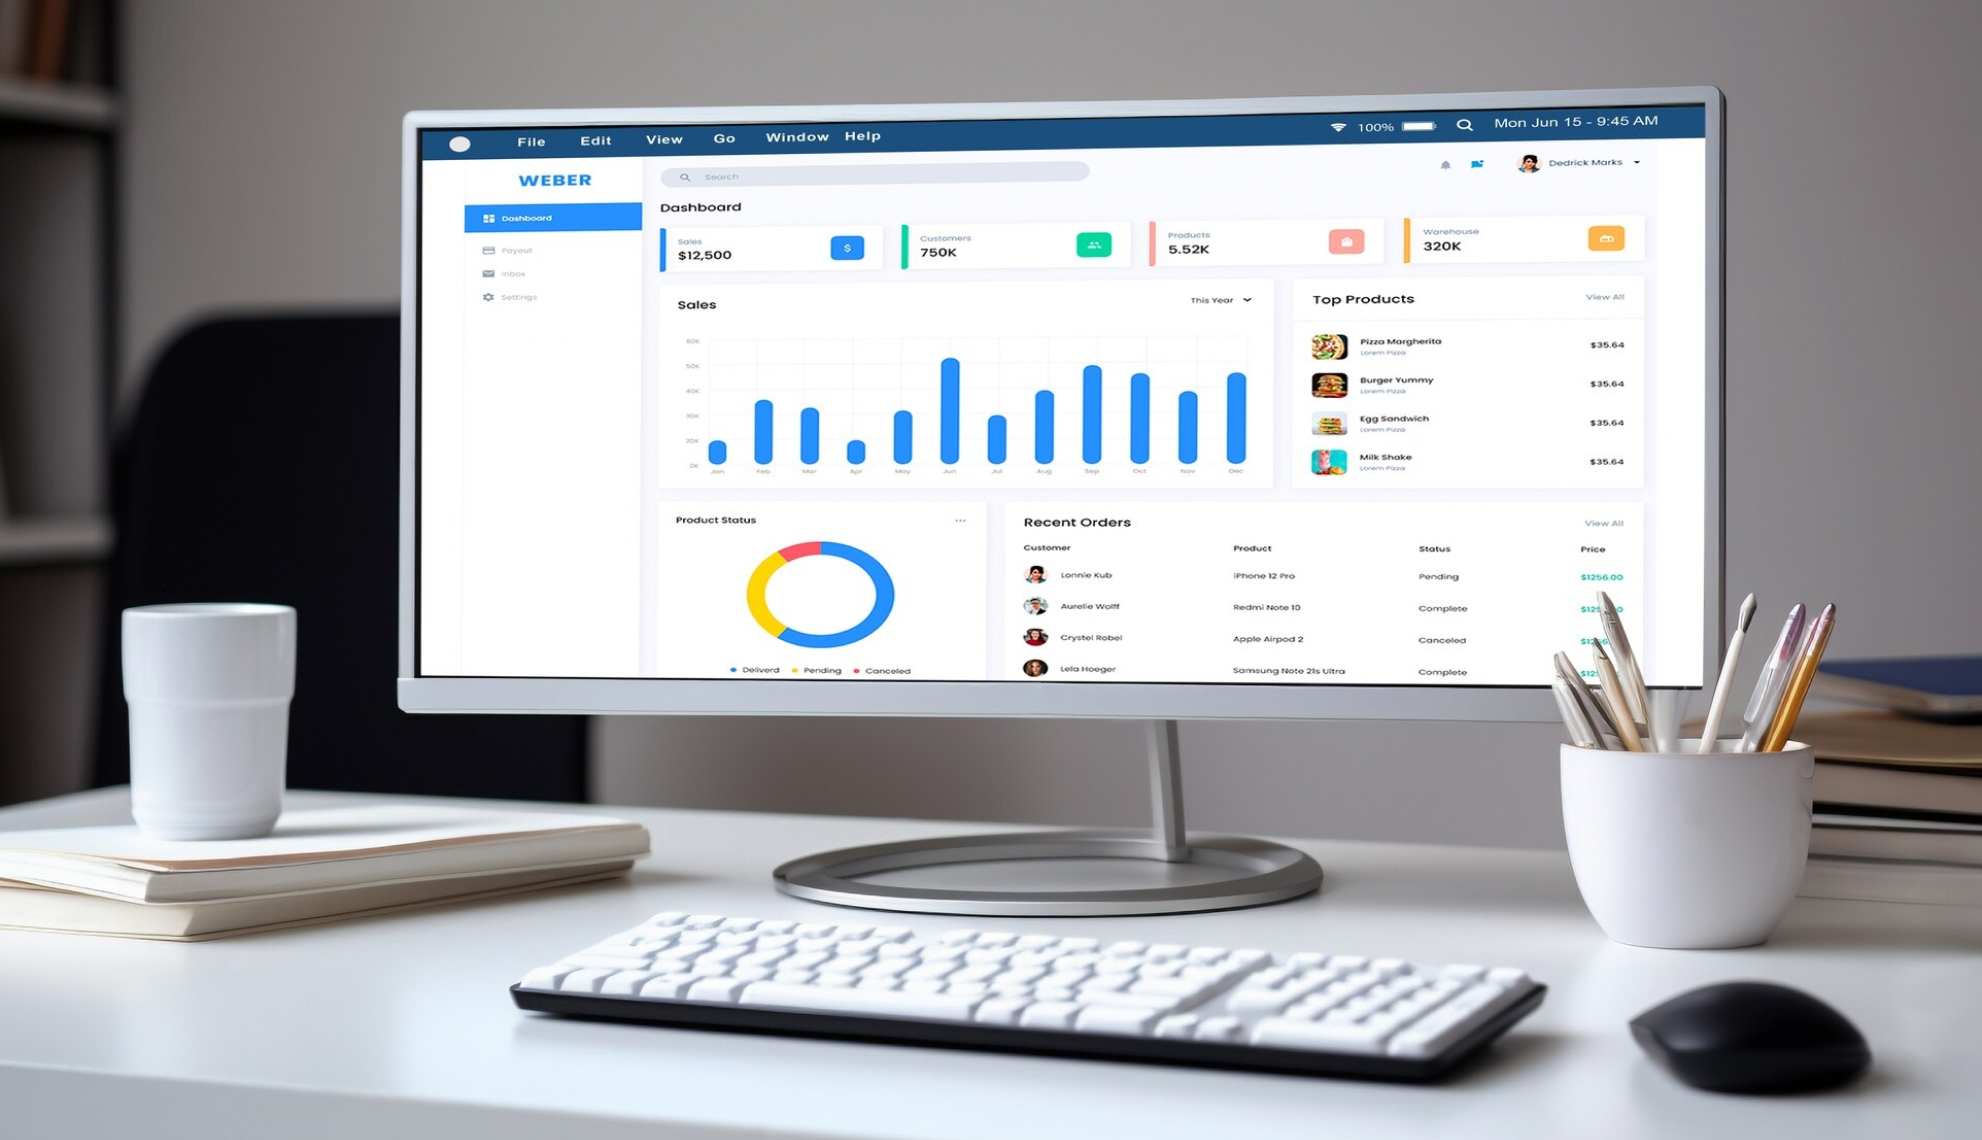 File Edit View Go Window Help 100% Mon Jun 15 - 9:45 AM
WEBER
Dashboard
Payout
Inbox
Settings
Search
Dedrick Marks
Dashboard
Sales
$12,500
Customers
750K
Products
5.52K
Warehouse
320K
Sales
This Year
60K
50K
40K
30K
20K
0K
Jan Feb Mar Apr May Jun Jul Aug Sep Oct Nov Dec
Top Products
View All
Pizza Margherita
Lorem Pizza
$35.64
Burger Yummy
Lorem Pizza
$35.64
Egg Sandwich
Lorem Pizza
$35.64
Milk Shake
Lorem Pizza
$35.64
Product Status
Deliverd Pending Canceled
Recent Orders
View All
Customer Product Status Price
Lonnie Kub iPhone 12 Pro Pending $1256.00
Aurelie Wolff Redmi Note 10 Complete
Crystel Robel Apple Airpod 2 Canceled
Lela Hoeger Samsung Note 21s Ultra Complete